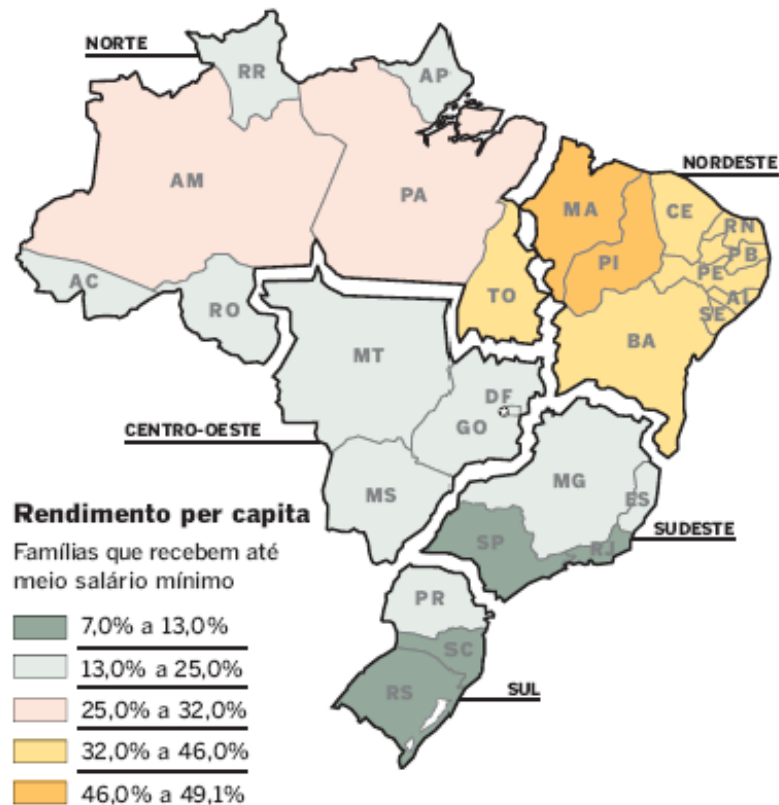 NORTE
RR
AP
NORDESTE
AM
PA
MA
CE
RN
PB
PI
PE
AC
TO
AL
RO
SE
BA
MT
DF
GO
CENTRO-OESTE
MG
MS
ES
SP
RJ
SUDESTE
PR
SC
RS
SUL
Rendimento per capita
Famílias que recebem até
meio salário mínimo
7,0% a 13,0%
13,0% a 25,0%
25,0% a 32,0%
32,0% a 46,0%
46,0% a 49,1%